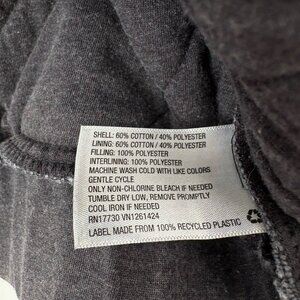 SHELL: 60% COTTON / 40% POLYESTER
LINING: 60% COTTON / 40% POLYESTER
FILLING: 100% POLYESTER
INTERLINING: 100% POLYESTER
MACHINE WASH COLD WITH LIKE COLORS
GENTLE CYCLE
ONLY NON-CHLORINE BLEACH IF NEEDED
TUMBLE DRY LOW, REMOVE PROMPTLY
COOL IRON IF NEEDED
RN17730 VN1261424
LABEL MADE FROM 100% RECYCLED PLASTIC